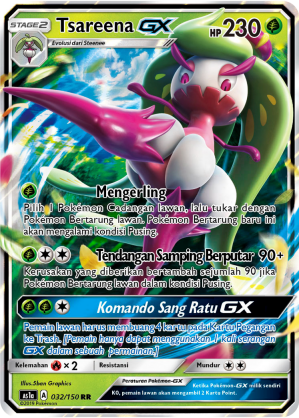 STAGE2 Tsareena GX HP 230
Evolusi dari Steenee
Mengerling
Pilih 1 Pokémon Cadangan lawan, lalu tukar dengan
Pokémon Bertarung lawan. Pokémon Bertarung baru ini
akan mengalami kondisi Pusing.
Tendangan Samping Berputar 90+
Kerusakan yang diberikan bertambah sejumlah 90 jika
Pokémon Bertarung lawan dalam kondisi Pusing.
Komando Sang Ratu GX
Pemain lawan harus membuang 4 kartu pada Kartu Pegangan
ke Trash. [Pemain hanya dapat menggunakan 1 kali serangan
GX dalam sebuah permainan.]
Kelemahan × 2 Resistansi Mundur
Illus. 5ban Graphics
Peraturan Pokémon-GX
AS1a A 032/150 RR
Ketika Pokémon-GX milik sendiri
KO, pemain lawan mengambil 2 Kartu Point.
©2019 Pokémon